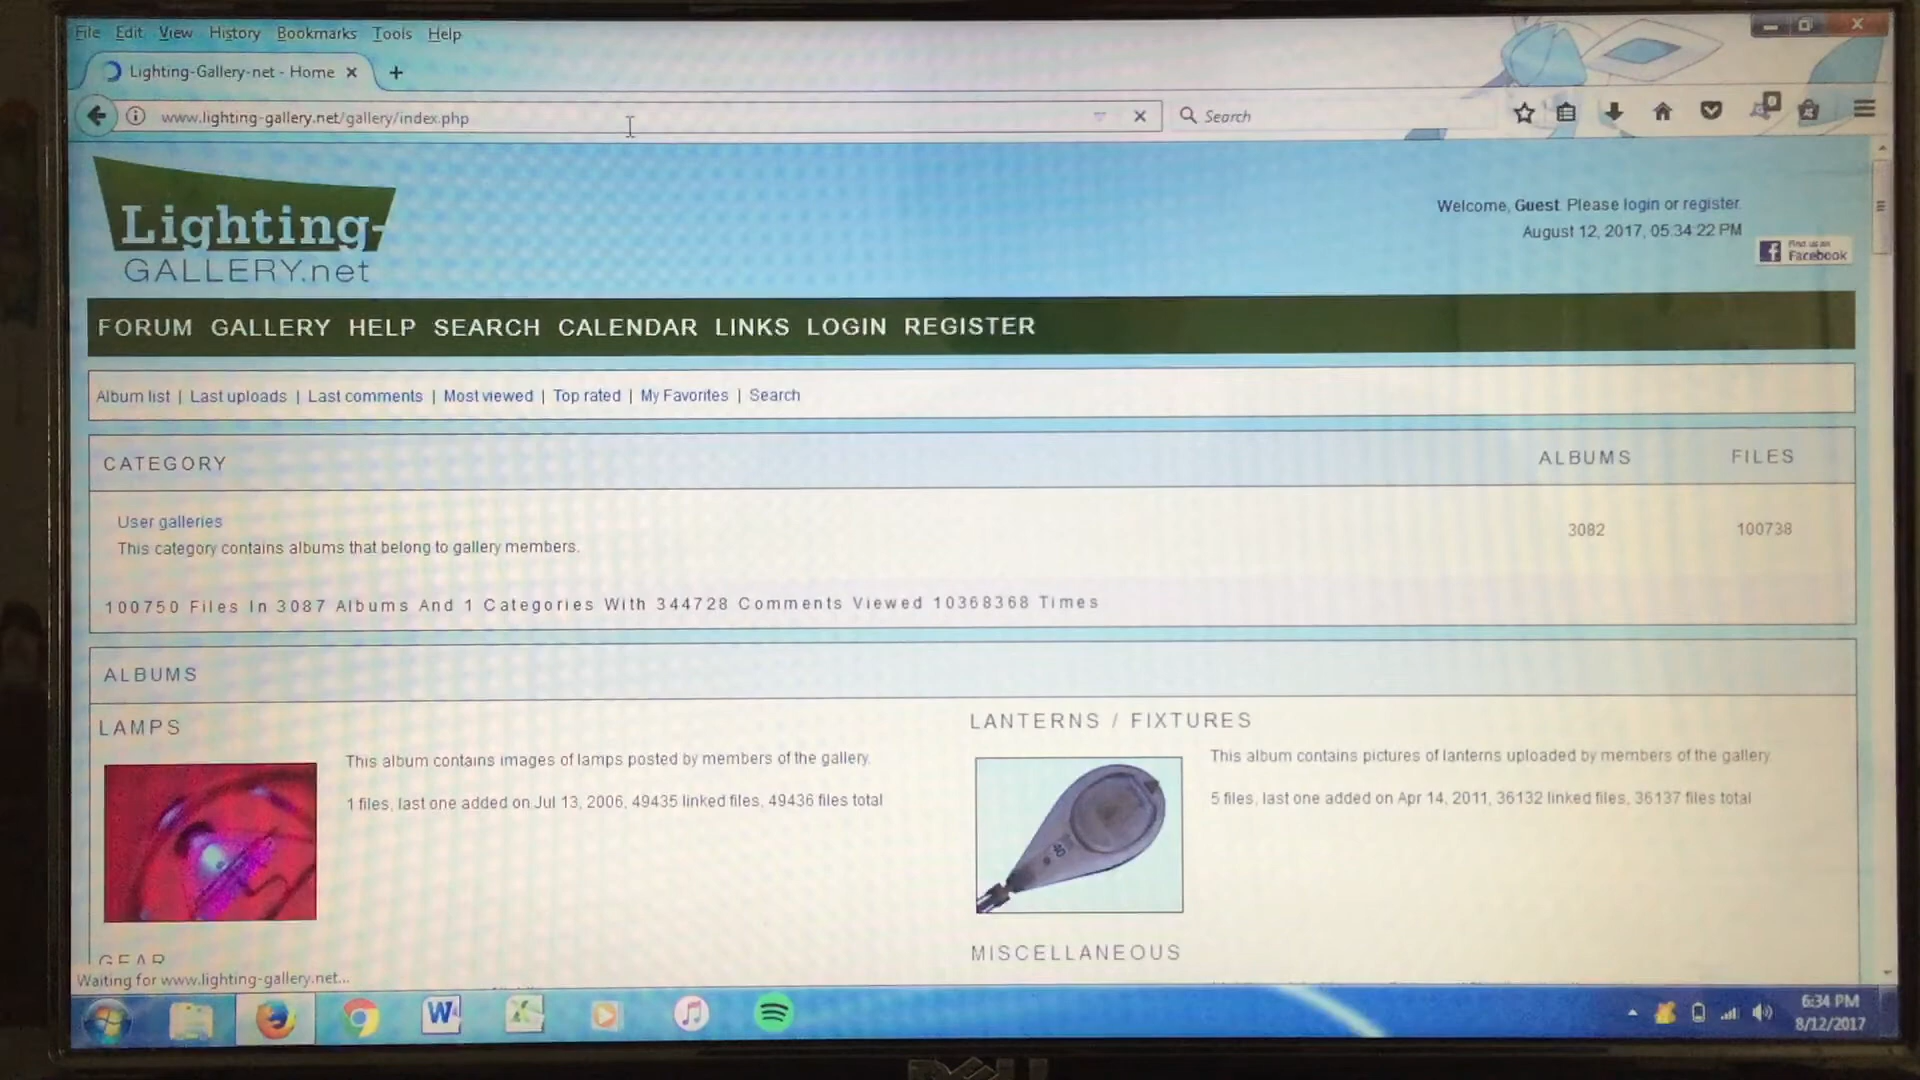 File Edit View History Bookmarks Tools Help
Lighting-Gallery-net - Home
www.lighting-gallery.net/gallery/index.php
Search
Lighting-
GALLERY.net
Welcome, Guest. Please login or register.
August 12, 2017, 05:34:22 PM
Find us on
Facebook
FORUM GALLERY HELP SEARCH CALENDAR LINKS LOGIN REGISTER
Album list | Last uploads | Last comments | Most viewed | Top rated | My Favorites | Search
CATEGORY ALBUMS FILES
User galleries
This category contains albums that belong to gallery members.
3082 100738
100750 Files In 3087 Albums And 1 Categories With 344728 Comments Viewed 10368368 Times
ALBUMS
LAMPS
This album contains images of lamps posted by members of the gallery.
1 files, last one added on Jul 13, 2006, 49435 linked files, 49436 files total
LANTERNS / FIXTURES
This album contains pictures of lanterns uploaded by members of the gallery
5 files, last one added on Apr 14, 2011, 36132 linked files, 36137 files total
GEAR
MISCELLANEOUS
Waiting for www.lighting-gallery.net...
6:34 PM
8/12/2017